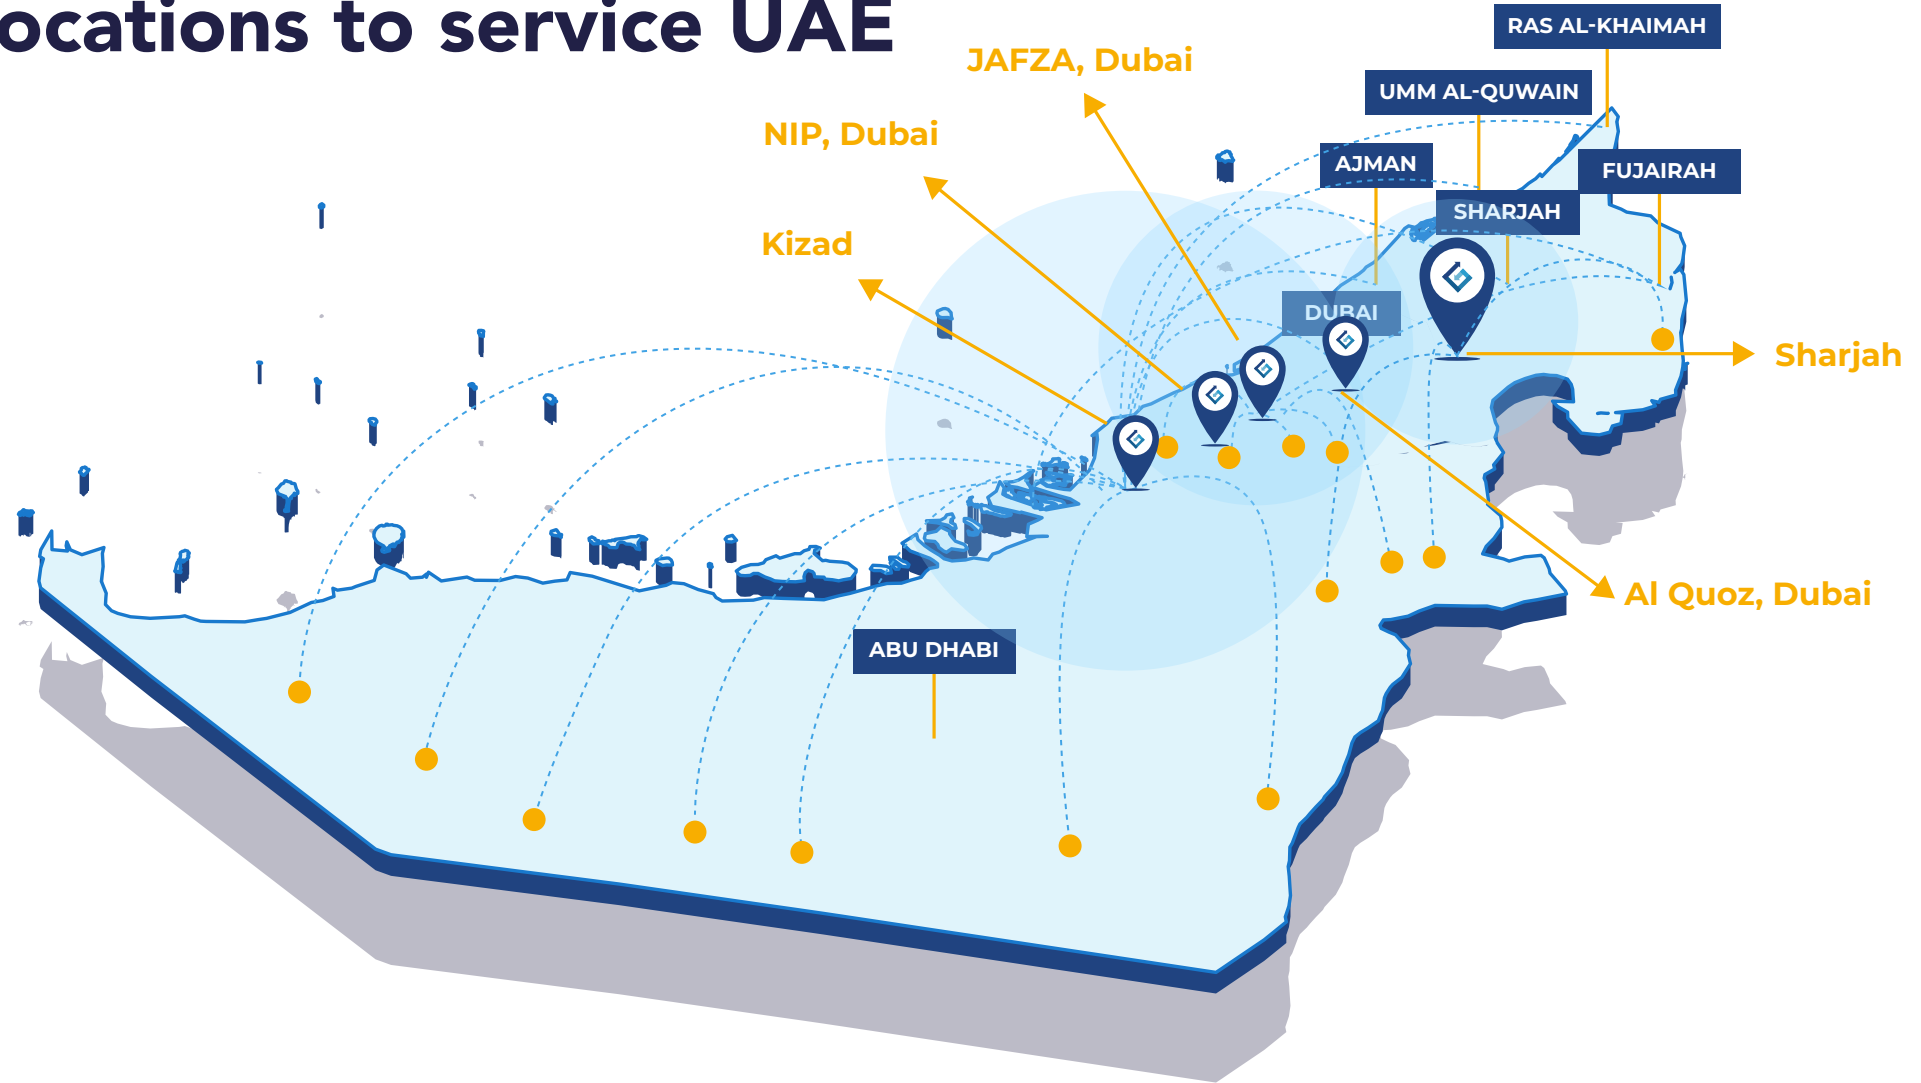 ocations to service UAE
RAS AL-KHAIMAH
JAFZA, Dubai
UMM AL-QUWAIN
NIP, Dubai
AJMAN
FUJAIRAH
SHARJAH
Kizad
DUBAI
Sharjah
Al Quoz, Dubai
ABU DHABI